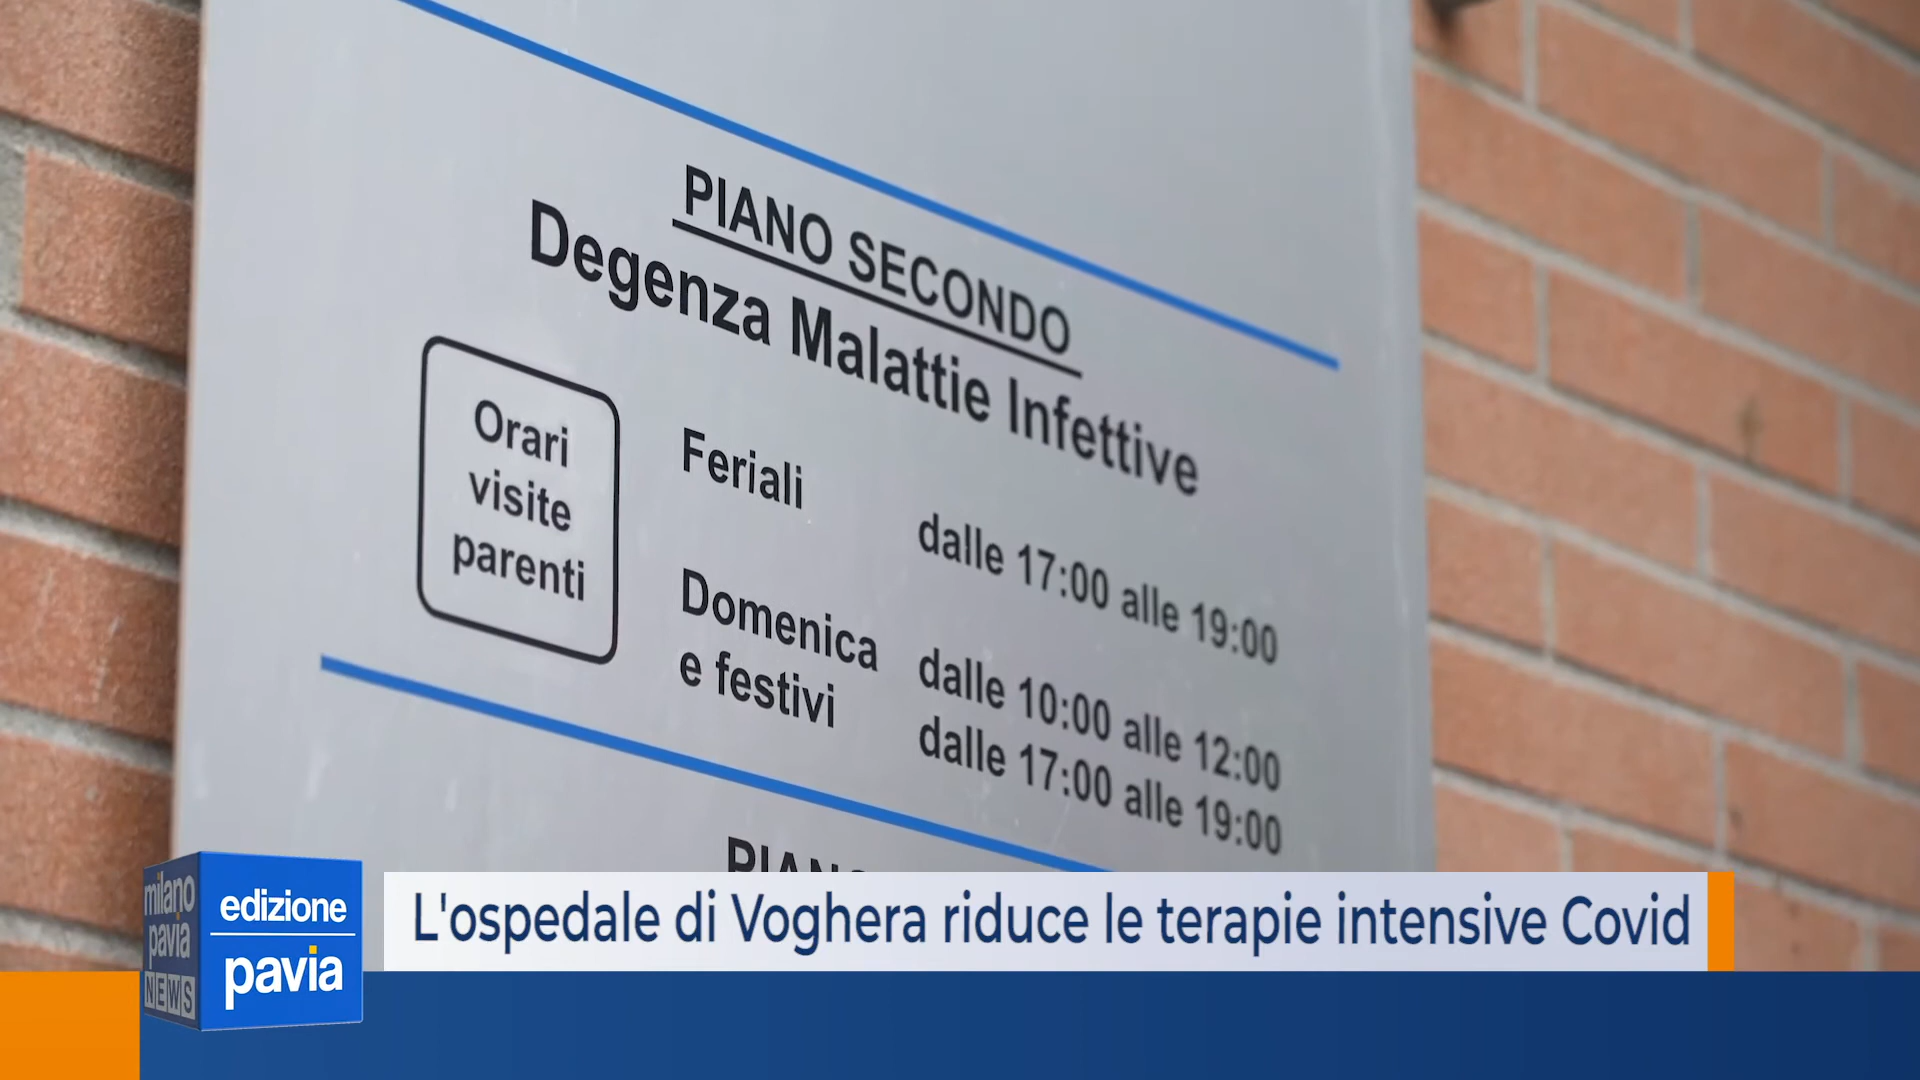 PIANO SECONDO
Degenza Malattie Infettive
Orari
visite
parenti
Feriali
dalle 17:00 alle 19:00
Domenica
e festivi
dalle 10:00 alle 12:00
dalle 17:00 alle 19:00
PIANO
milano
pavia
NEWS
edizione
pavia
L'ospedale di Voghera riduce le terapie intensive Covid